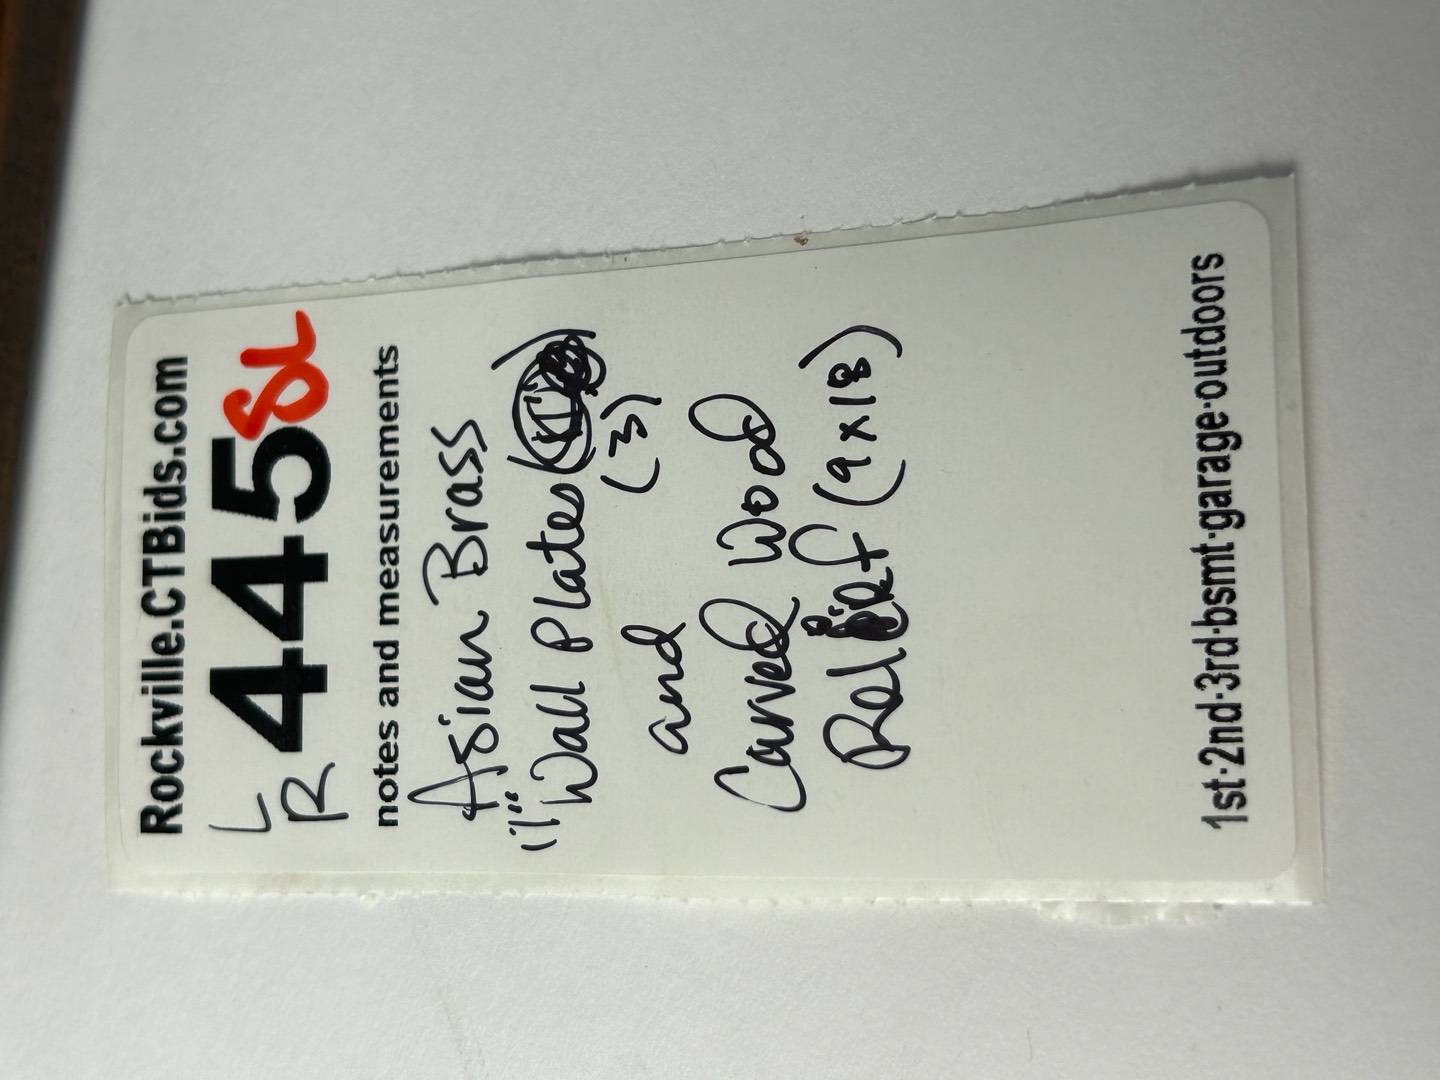 Rockville.CTBids.com
LR 445 SL
notes and measurements
Asian Brass
11" Wall Plates
(3)
and
Carved Wood
Relief (9x18)
1st·2nd·3rd·bsmt·garage·outdoors